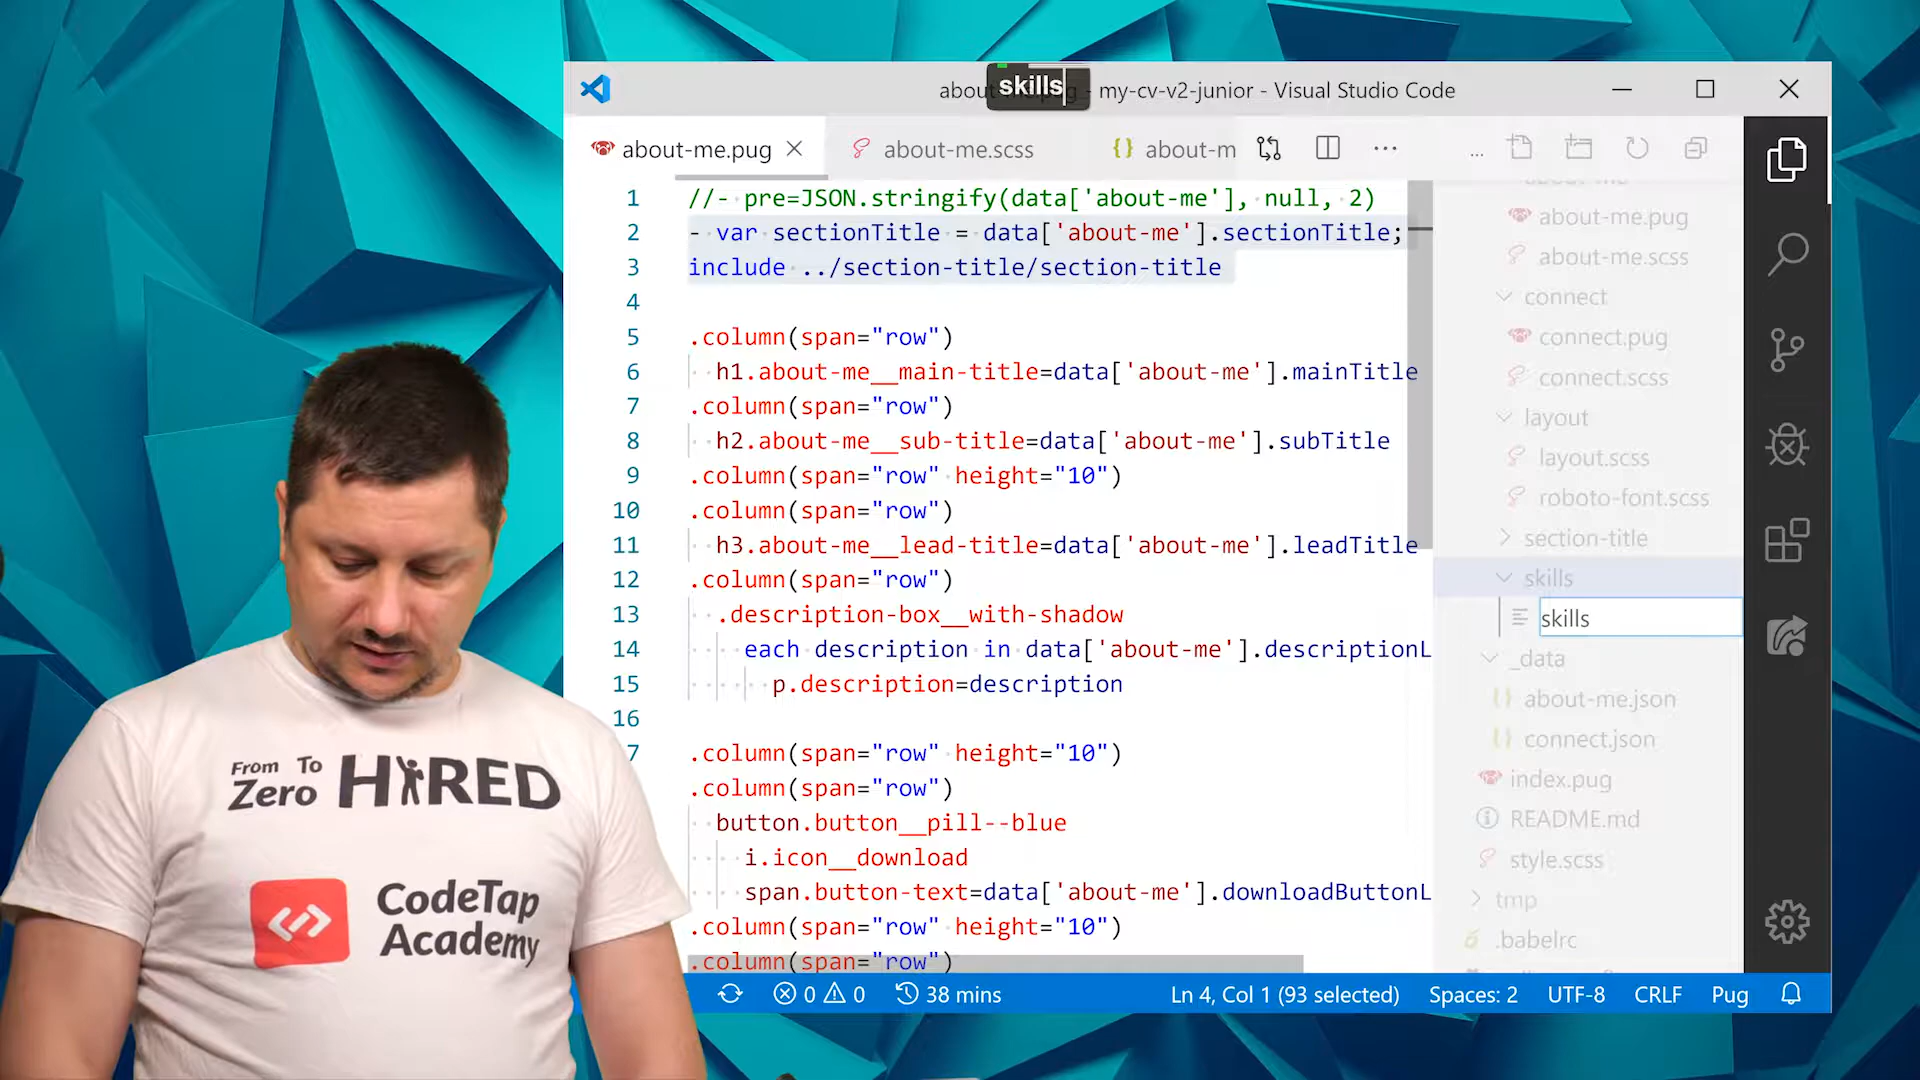 about-me.pug - my-cv-v2-junior - Visual Studio Code
skills
about-me.pug
about-me.scss
about-m
...
1 //- pre=JSON.stringify(data['about-me'], null, 2)
2 - var sectionTitle = data['about-me'].sectionTitle;
3 include ../section-title/section-title
4
5 .column(span="row")
6 h1.about-me__main-title=data['about-me'].mainTitle
7 .column(span="row")
8 h2.about-me__sub-title=data['about-me'].subTitle
9 .column(span="row" height="10")
10 .column(span="row")
11 h3.about-me__lead-title=data['about-me'].leadTitle
12 .column(span="row")
13 .description-box__with-shadow
14 each description in data['about-me'].descriptionL
15 p.description=description
16
7 .column(span="row" height="10")
.column(span="row")
button.button__pill--blue
i.icon__download
span.button-text=data['about-me'].downloadButtonL
.column(span="row" height="10")
.column(span="row")
about-me.pug
about-me.scss
connect
connect.pug
connect.scss
layout
layout.scss
roboto-font.scss
section-title
skills
skills
_data
about-me.json
connect.json
index.pug
README.md
style.scss
tmp
.babelrc
0 0 38 mins
Ln 4, Col 1 (93 selected) Spaces: 2 UTF-8 CRLF Pug
From To
Zero HIRED
CodeTap
Academy